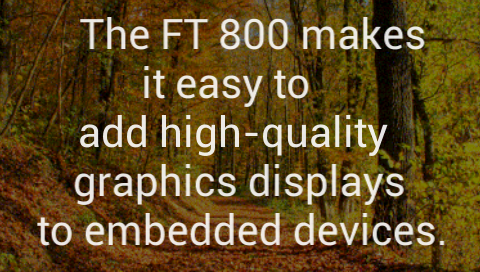 The FT 800 makes
it easy to
add high-quality
graphics displays
to embedded devices.